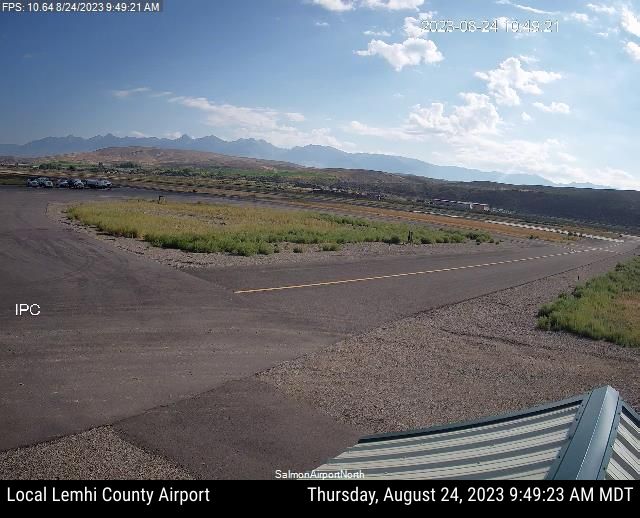 FPS: 10.64 8/24/2023 9:49:21 AM
2023-08-24 10:49:21
IPC
SalmonAirportNorth
Local Lemhi County Airport Thursday, August 24, 2023 9:49:23 AM MDT